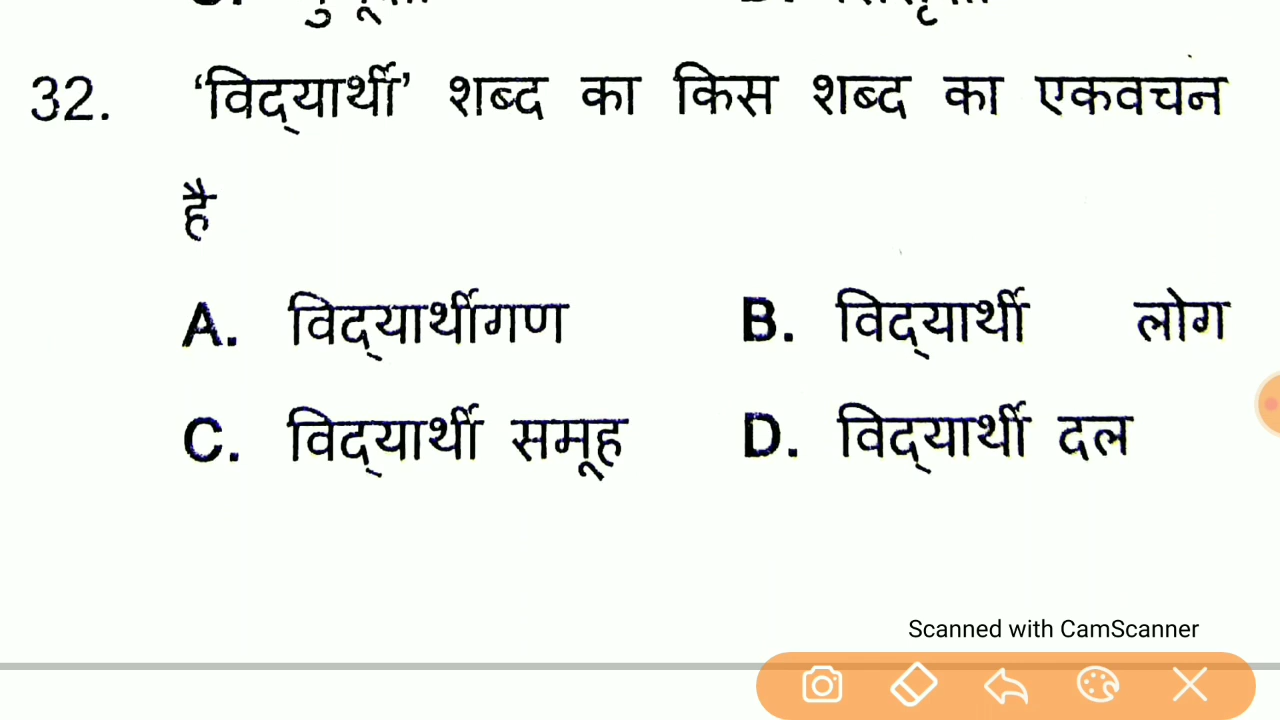 32. ‘विद्‌यार्थी’ शब्द का किस शब्द का एकवचन
है
A. विद्‌यार्थीगण B. विद्‌यार्थी लोग
C. विद्‌यार्थी समूह D. विद्‌यार्थी दल
Scanned with CamScanner